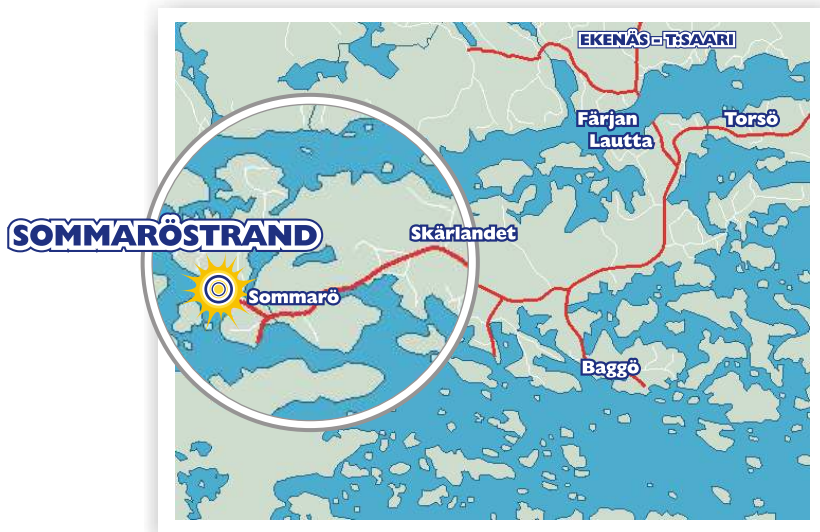 EKENÄS - T:SAARI
Färjan
Lautta
Torsö
Skärlandet
SOMMARÖSTRAND
Sommarö
Baggö